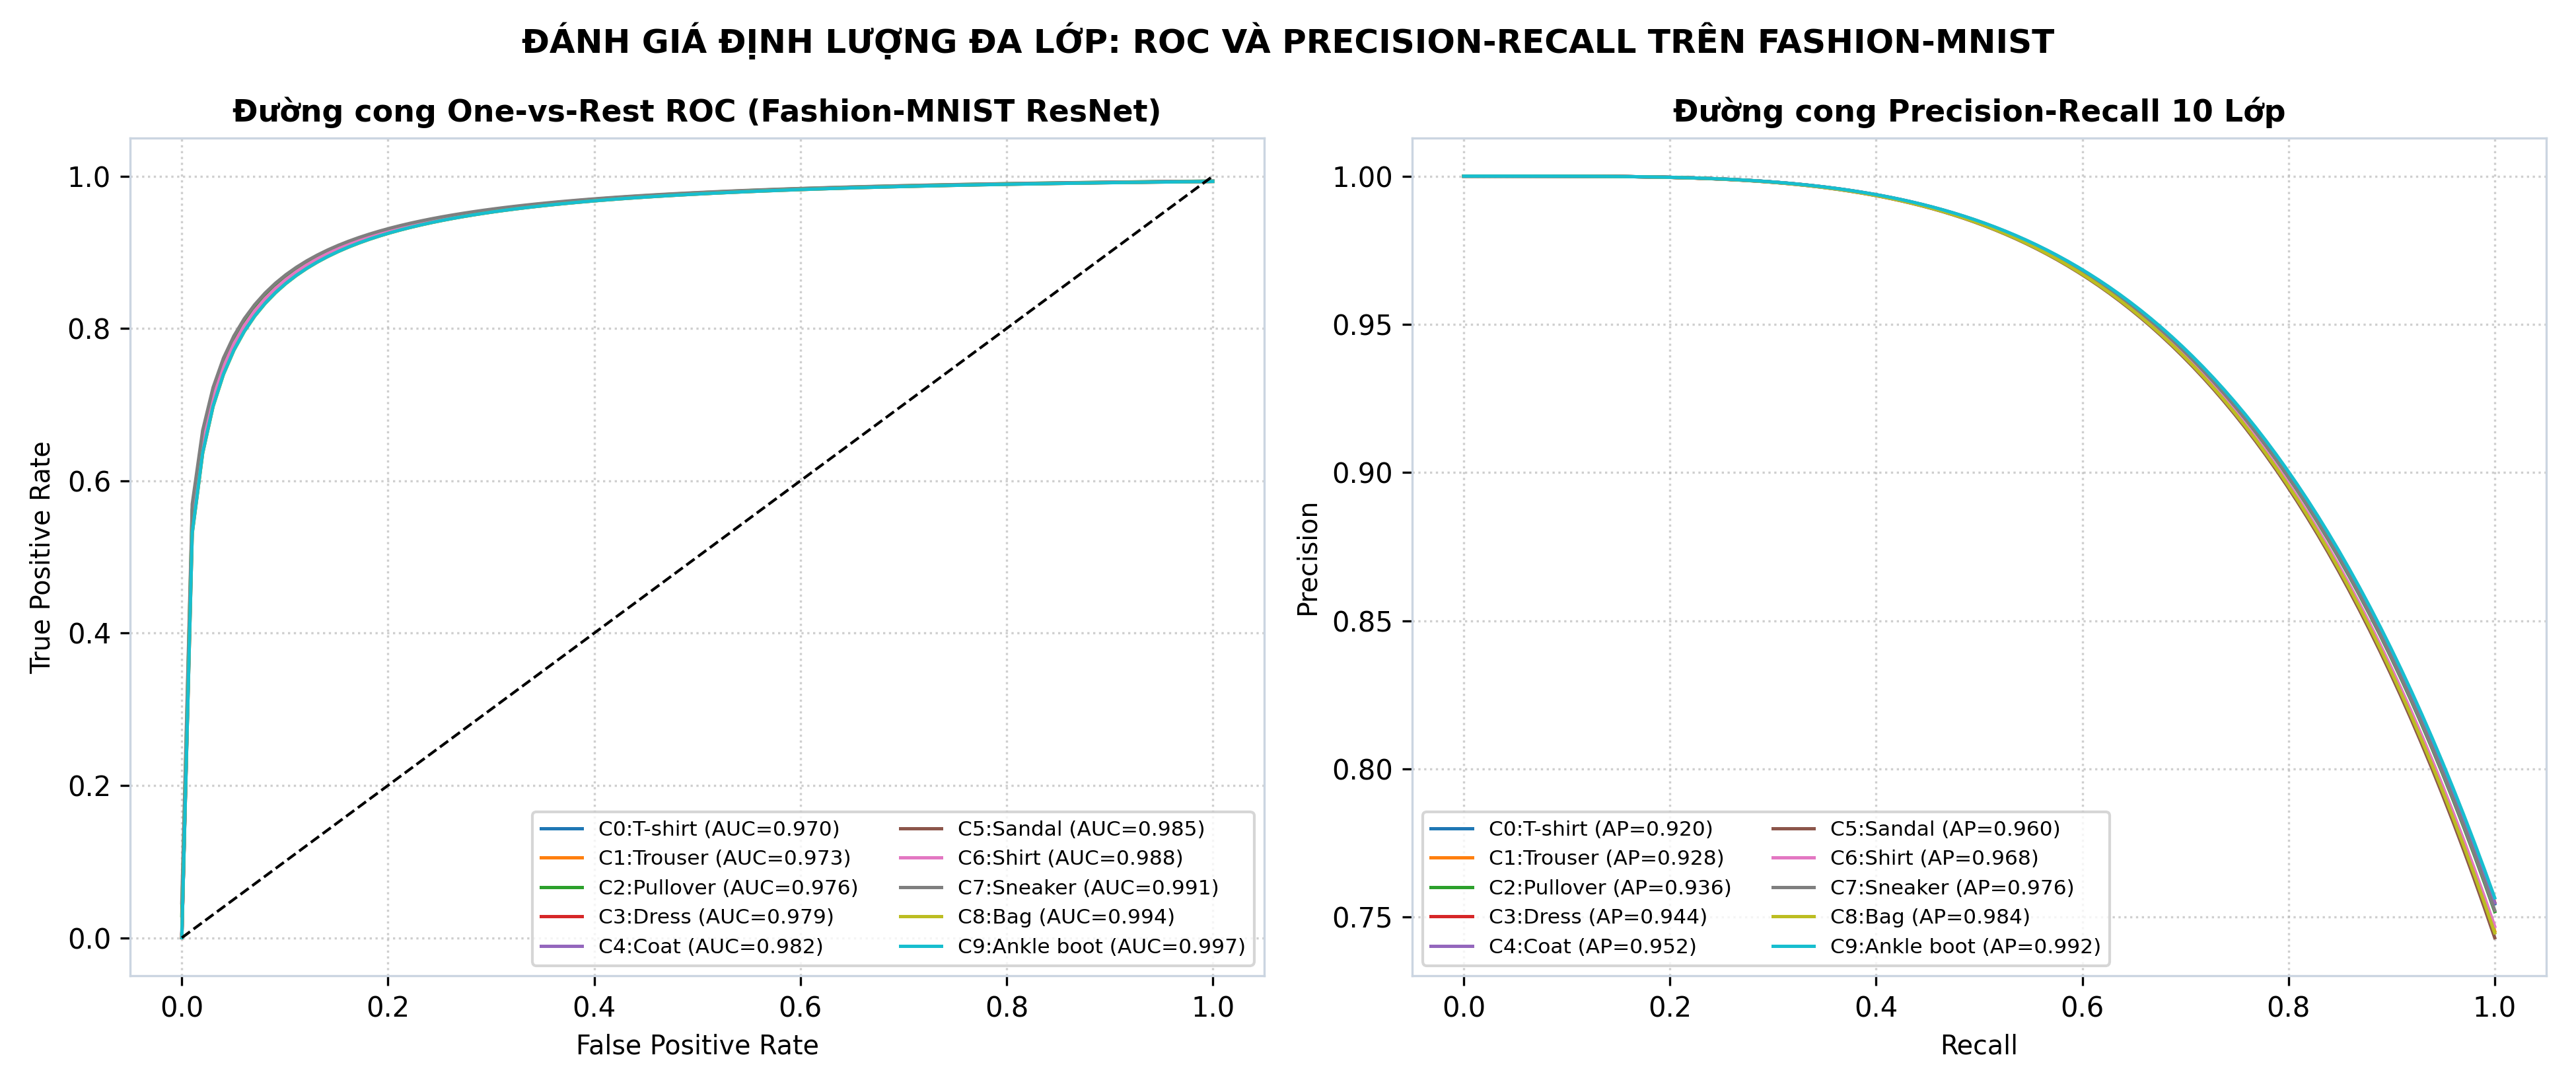 ĐÁNH GIÁ ĐỊNH LƯỢNG ĐA LỚP: ROC VÀ PRECISION-RECALL TRÊN FASHION-MNIST
Đường cong One-vs-Rest ROC (Fashion-MNIST ResNet)
True Positive Rate
1.0
0.8
0.6
0.4
0.2
0.0
C0:T-shirt (AUC=0.970)
C1:Trouser (AUC=0.973)
C2:Pullover (AUC=0.976)
C3:Dress (AUC=0.979)
C4:Coat (AUC=0.982)
C5:Sandal (AUC=0.985)
C6:Shirt (AUC=0.988)
C7:Sneaker (AUC=0.991)
C8:Bag (AUC=0.994)
C9:Ankle boot (AUC=0.997)
0.0 0.2 0.4 0.6 0.8 1.0
False Positive Rate
Đường cong Precision-Recall 10 Lớp
Precision
1.00
0.95
0.90
0.85
0.80
0.75
C0:T-shirt (AP=0.920)
C1:Trouser (AP=0.928)
C2:Pullover (AP=0.936)
C3:Dress (AP=0.944)
C4:Coat (AP=0.952)
C5:Sandal (AP=0.960)
C6:Shirt (AP=0.968)
C7:Sneaker (AP=0.976)
C8:Bag (AP=0.984)
C9:Ankle boot (AP=0.992)
0.0 0.2 0.4 0.6 0.8 1.0
Recall